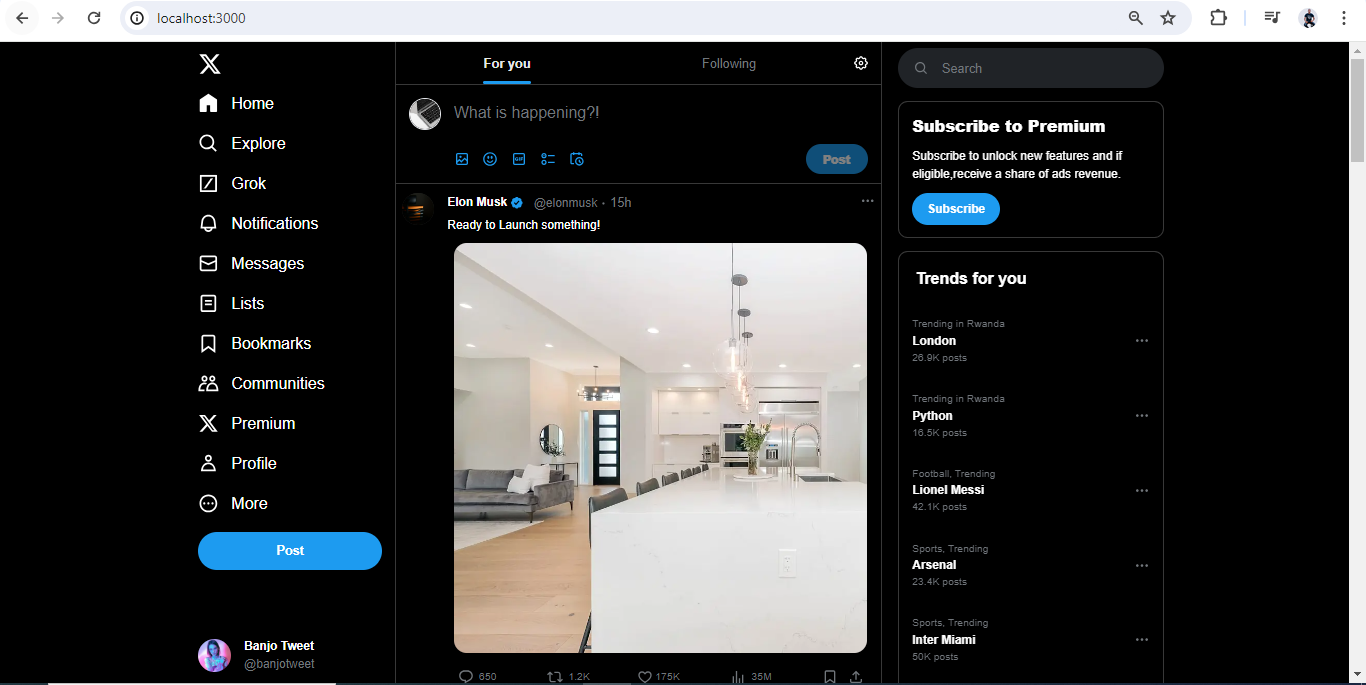 localhost:3000
Home
Explore
Grok
Notifications
Messages
Lists
Bookmarks
Communities
Premium
Profile
More
Post
Banjo Tweet
@banjotweet
For you
Following
What is happening?!
GIF
Post
Elon Musk @elonmusk · 15h
Ready to Launch something!
650
1.2K
175K
35M
Search
Subscribe to Premium
Subscribe to unlock new features and if
eligible,receive a share of ads revenue.
Subscribe
Trends for you
Trending in Rwanda
London
26.9K posts
Trending in Rwanda
Python
16.5K posts
Football, Trending
Lionel Messi
42.1K posts
Sports, Trending
Arsenal
23.4K posts
Sports, Trending
Inter Miami
50K posts